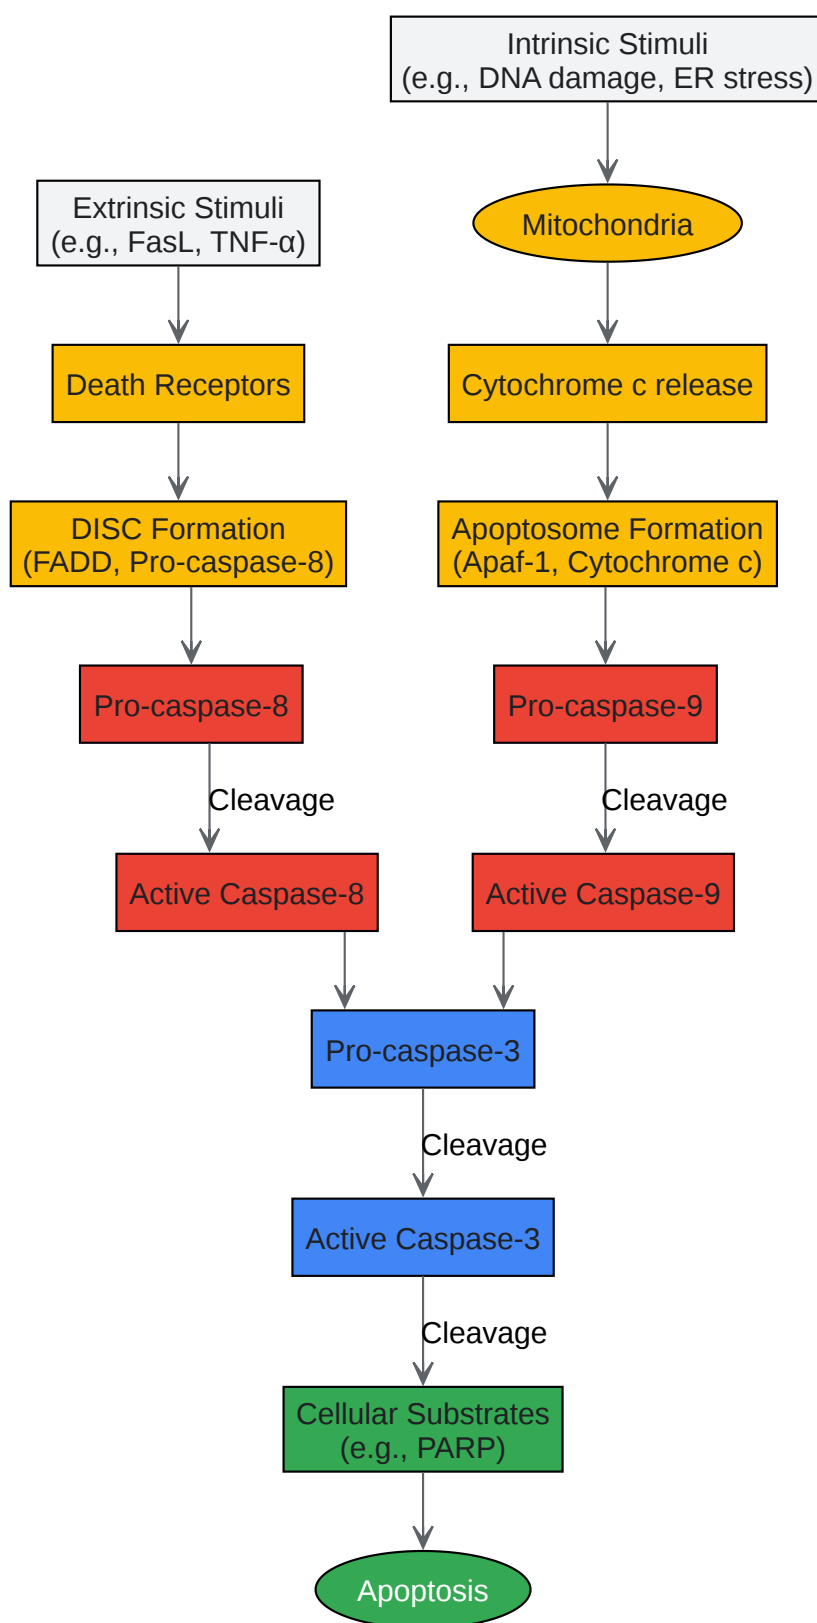 Intrinsic Stimuli
(e.g., DNA damage, ER stress)
Extrinsic Stimuli
(e.g., FasL, TNF-α)
Mitochondria
Death Receptors
Cytochrome c release
DISC Formation
(FADD, Pro-caspase-8)
Apoptosome Formation
(Apaf-1, Cytochrome c)
Pro-caspase-8
Pro-caspase-9
Cleavage
Cleavage
Active Caspase-8
Active Caspase-9
Pro-caspase-3
Cleavage
Active Caspase-3
Cleavage
Cellular Substrates
(e.g., PARP)
Apoptosis